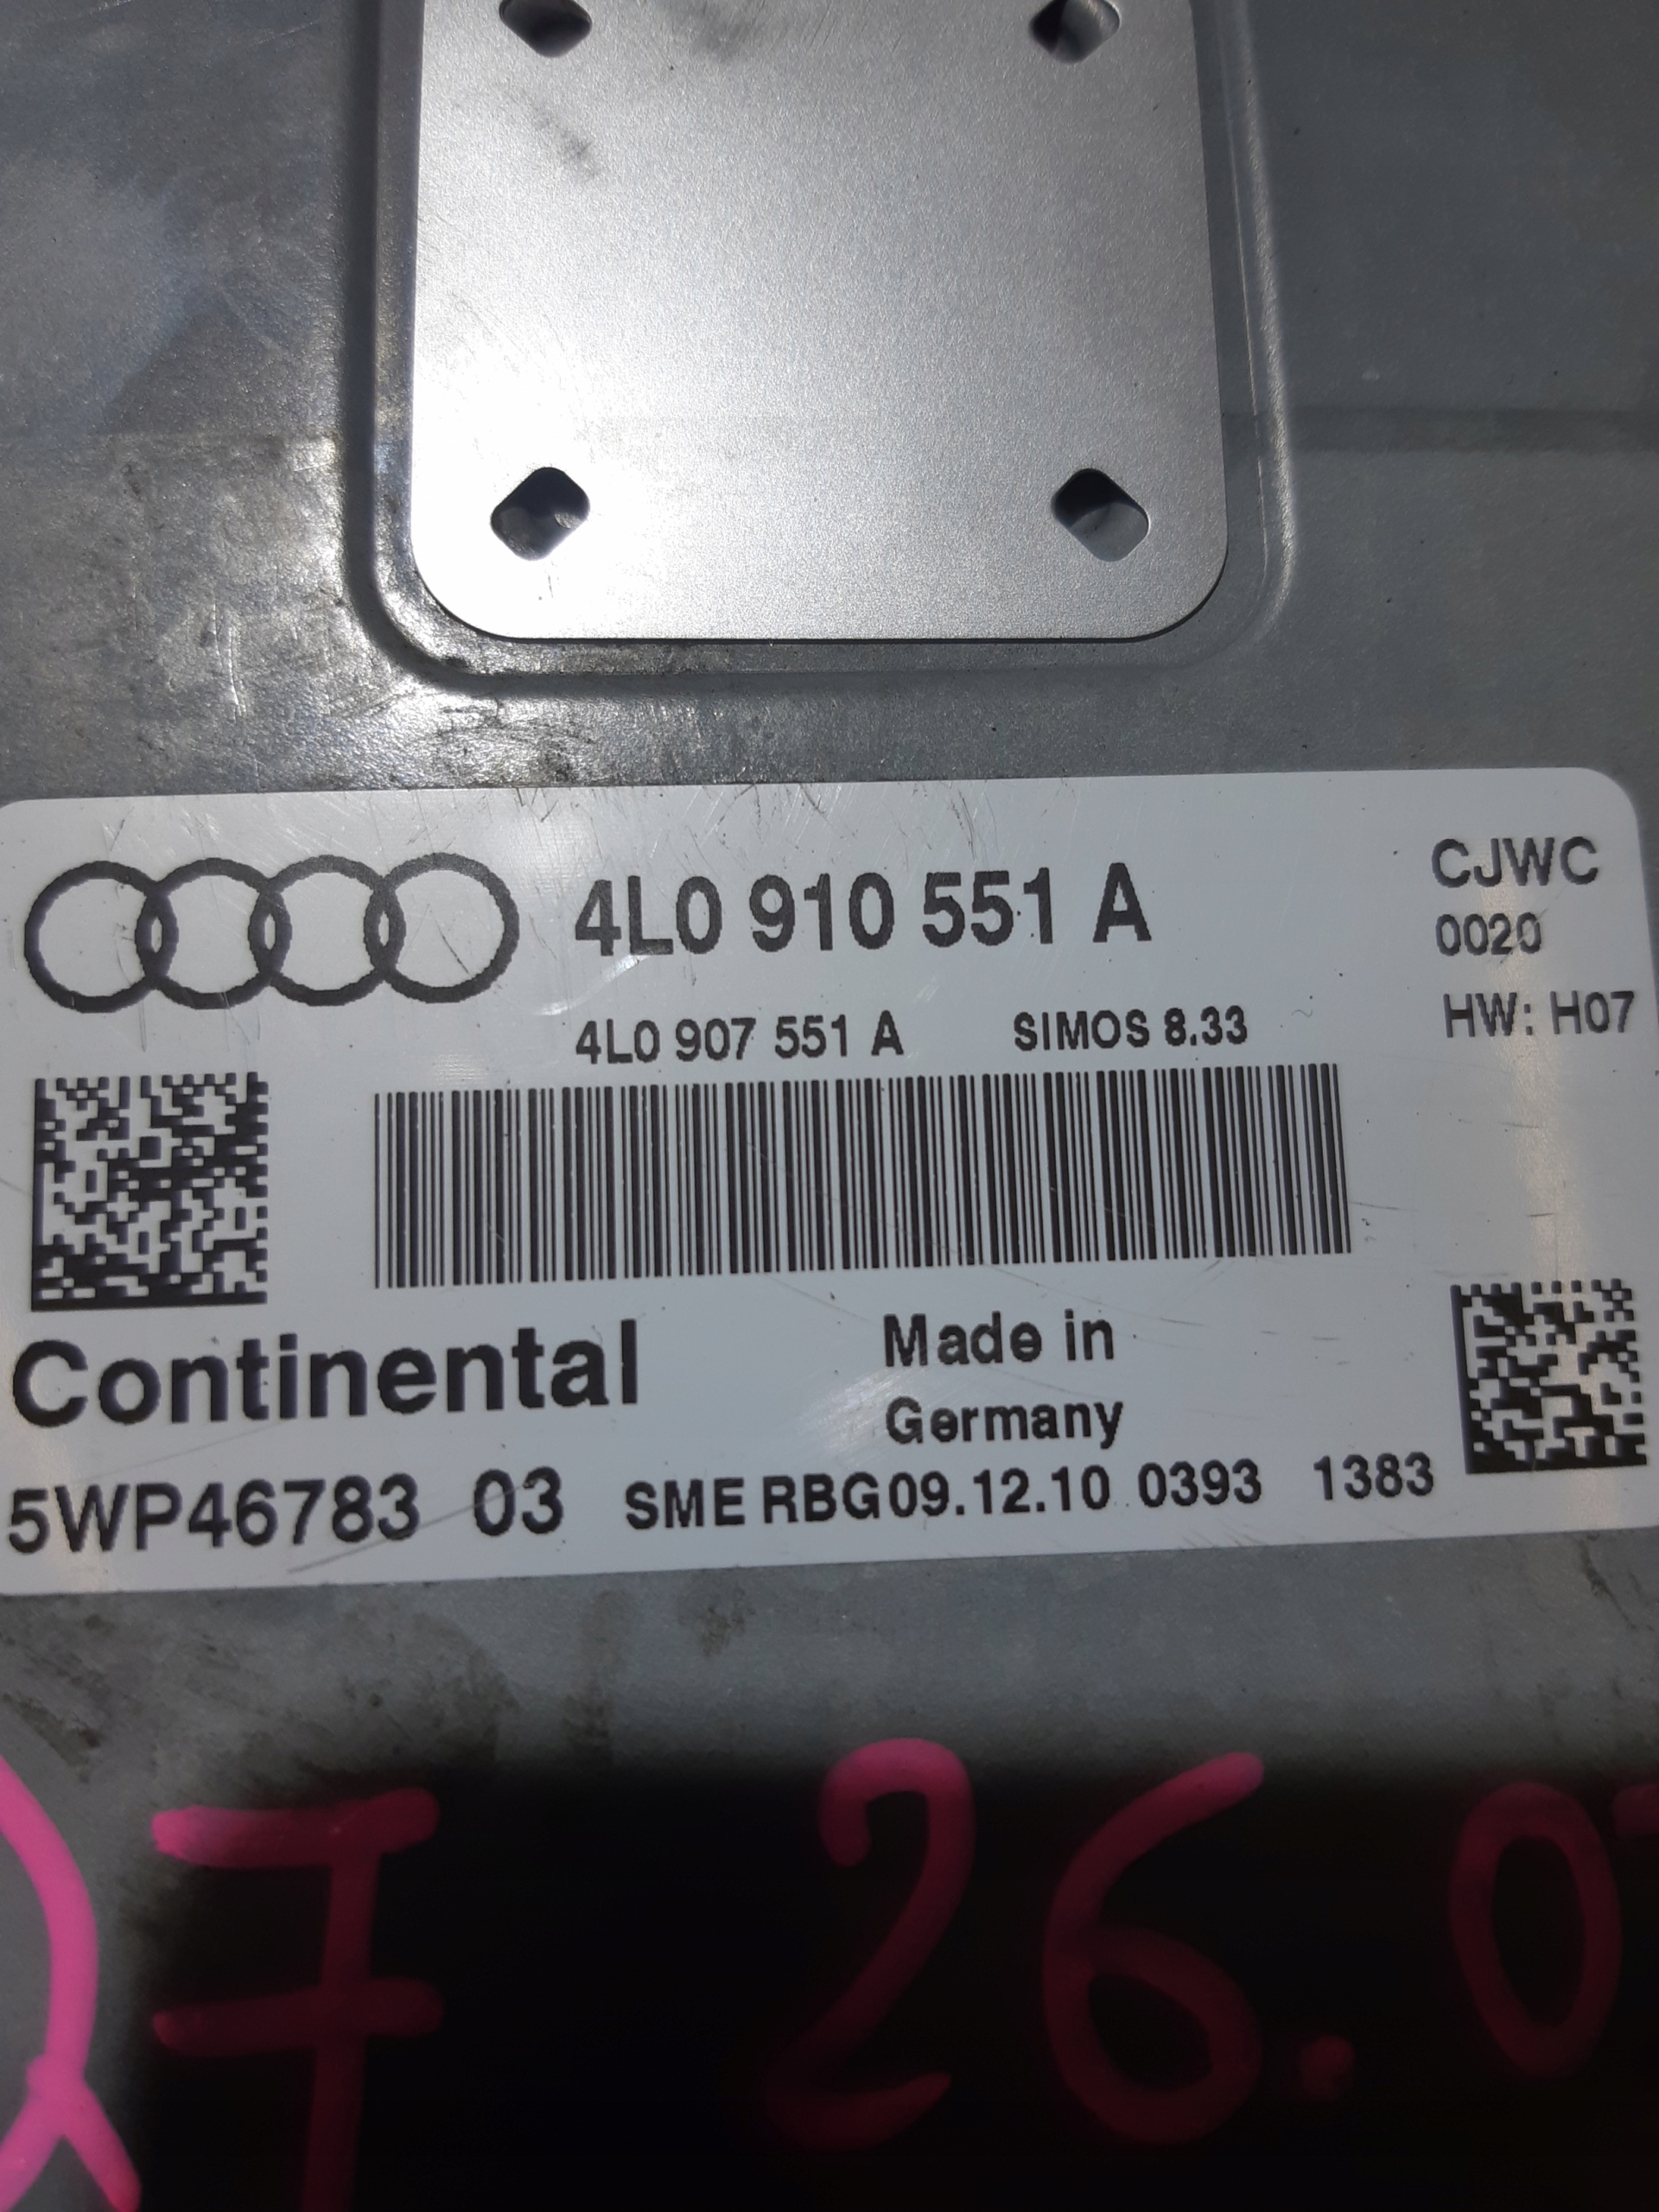 4L0 910 551 A
CJWC
0020
4L0 907 551 A SIMOS 8.33
HW: H07
Continental
Made in
Germany
5WP46783 03 SME RBG09.12.10 0393 1383
Q7 26.0